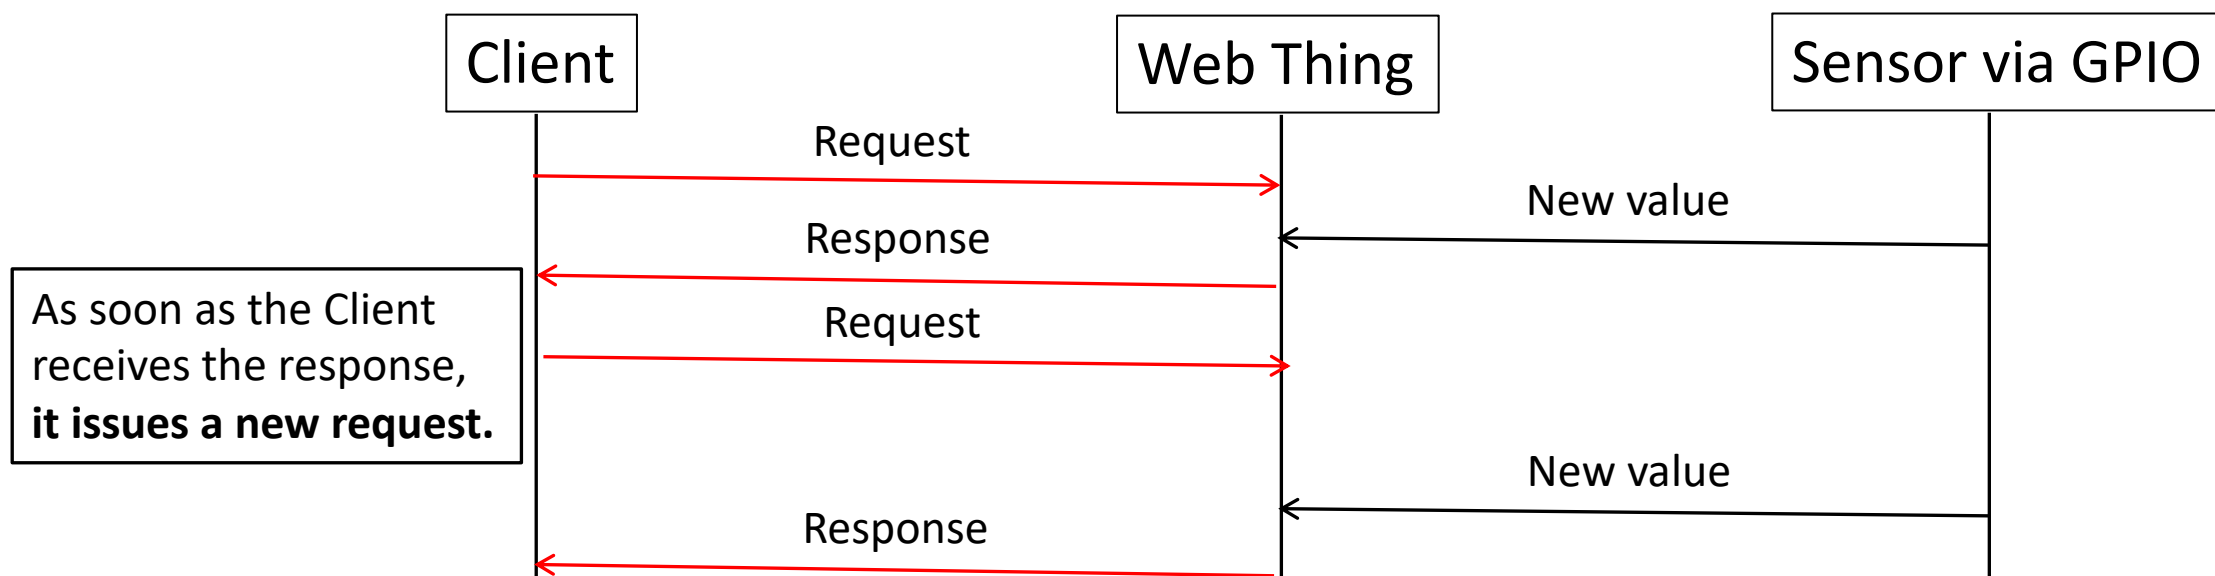 Client
Web Thing
Sensor via GPIO
Request
New value
Response
As soon as the Client
receives the response,
it issues a new request.
Request
New value
Response